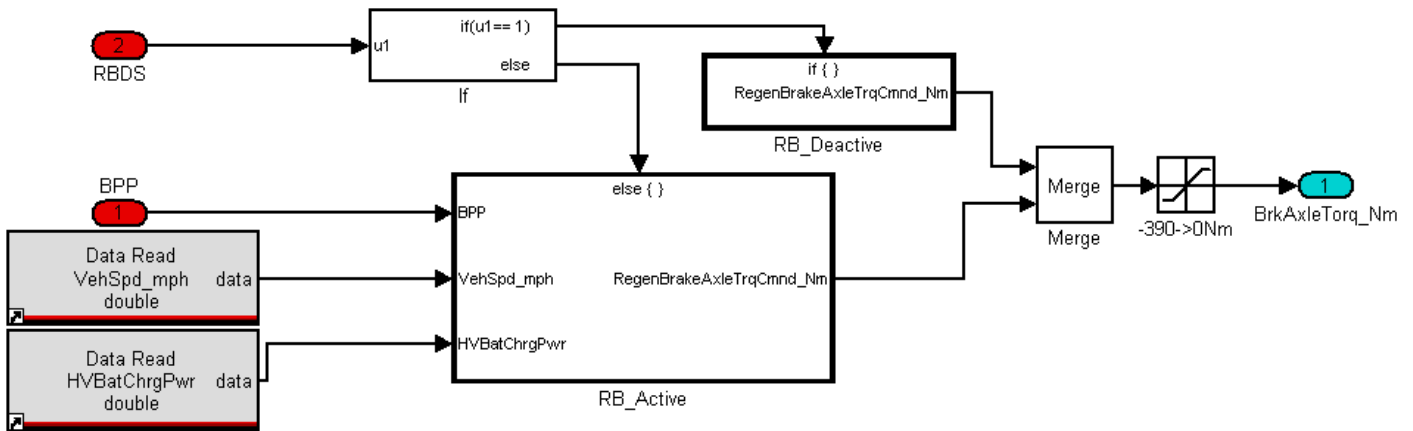 2
RBDS
u1
if(u1== 1)
else
If
if { }
RegenBrakeAxleTrqCmnd_Nm
RB_Deactive
BPP
1
Data Read
VehSpd_mph
double
data
Data Read
HVBatChrgPwr
double
data
else { }
BPP
VehSpd_mph
HVBatChrgPwr
RegenBrakeAxleTrqCmnd_Nm
RB_Active
Merge
Merge
-390->0Nm
1
BrkAxleTorq_Nm